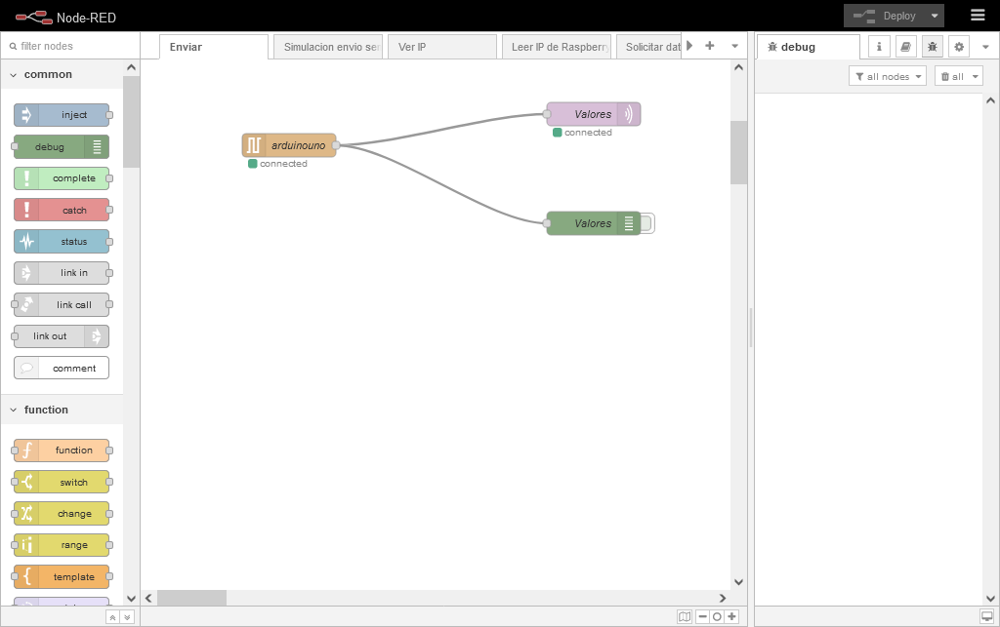 Node-RED
Deploy
filter nodes
Enviar
Simulacion envio ser
Ver IP
Leer IP de Raspberry
Solicitar dat
debug
common
all nodes
all
inject
debug
complete
catch
status
link in
link call
link out
comment
function
function
switch
change
range
template
arduinouno
connected
Valores
connected
Valores